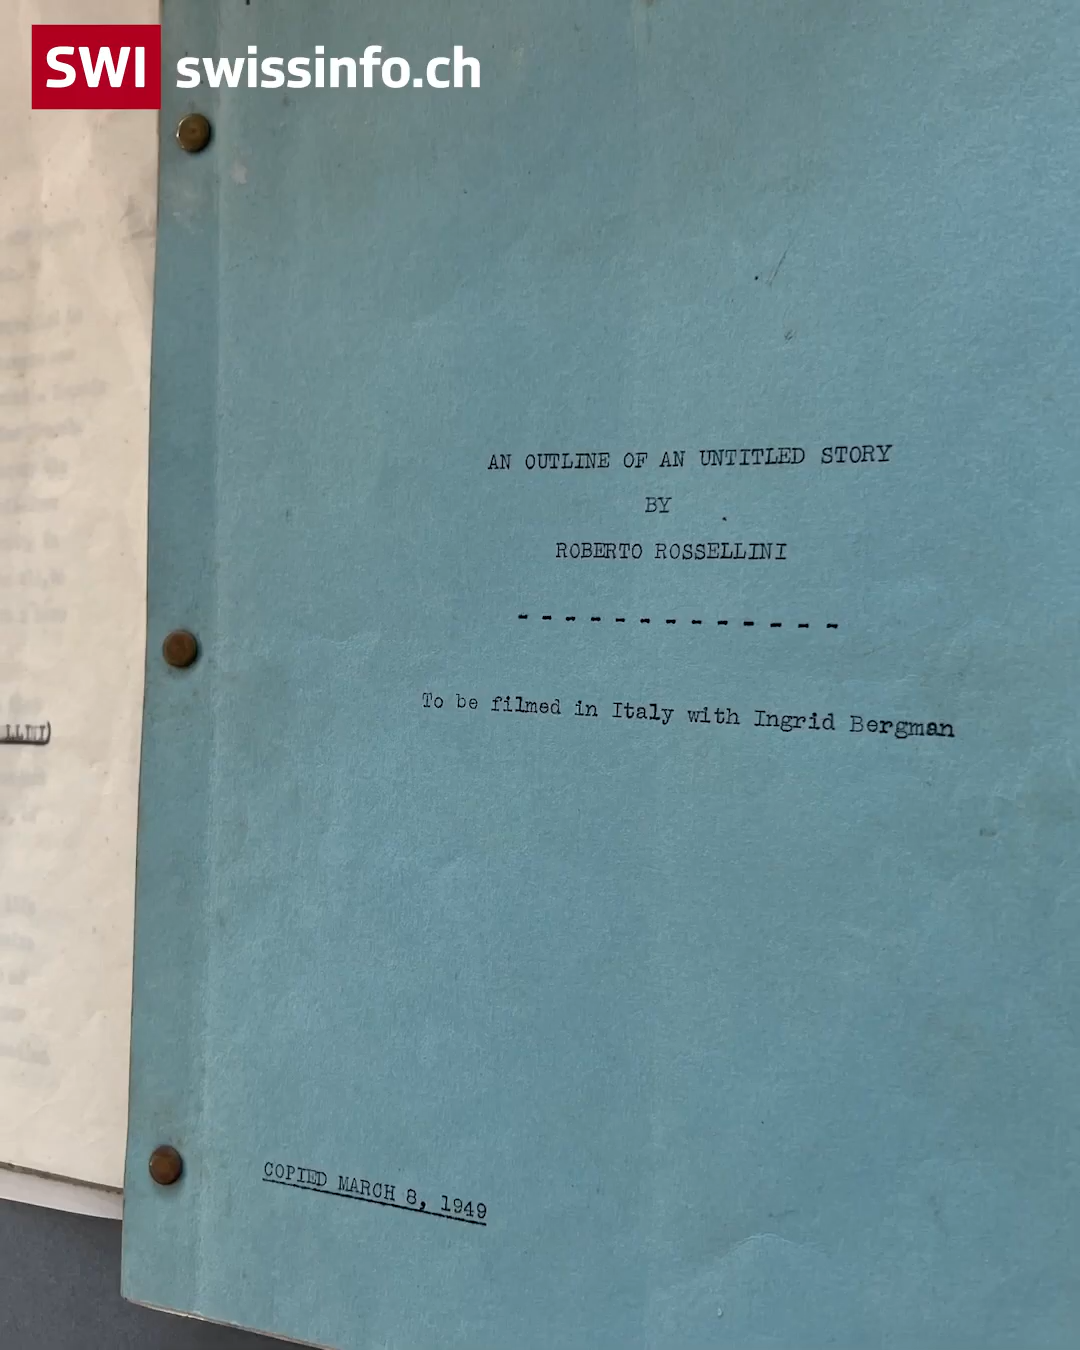 SWI swissinfo.ch
AN OUTLINE OF AN UNTITLED STORY
BY
ROBERTO ROSSELLINI
- - - - - - - - - - - - -
To be filmed in Italy with Ingrid Bergman
LLINI)
COPIED MARCH 8, 1949